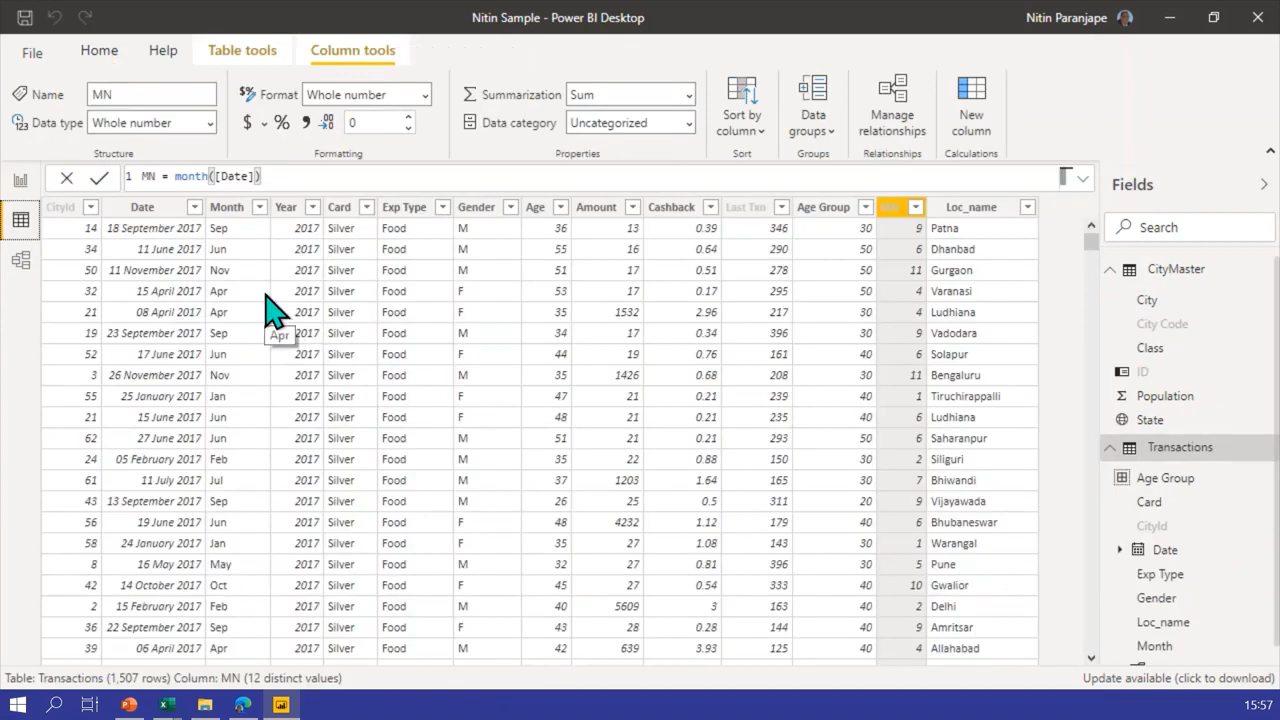 Nitin Sample - Power BI Desktop
Nitin Paranjape
File Home Help Table tools Column tools
Name MN
Data type Whole number
Structure
Format Whole number
$ % 9 0
Formatting
Summarization Sum
Data category Uncategorized
Properties
Sort by column
Sort
Data groups
Groups
Manage relationships
Relationships
New column
Calculations
1 MN = month([Date])
CityId Date Month Year Card Exp Type Gender Age Amount Cashback Last Txn Age Group MN Loc_name
14 18 September 2017 Sep 2017 Silver Food M 36 13 0.39 346 30 9 Patna
34 11 June 2017 Jun 2017 Silver Food M 55 16 0.64 290 50 6 Dhanbad
50 11 November 2017 Nov 2017 Silver Food M 51 17 0.51 278 50 11 Gurgaon
32 15 April 2017 Apr 2017 Silver Food F 53 17 0.17 295 50 4 Varanasi
21 08 April 2017 Apr 2017 Silver Food F 35 1532 2.96 217 30 4 Ludhiana
19 23 September 2017 Sep 2017 Silver Food M 34 17 0.34 396 30 9 Vadodara
Apr
52 17 June 2017 Jun 2017 Silver Food F 44 19 0.76 161 40 6 Solapur
3 26 November 2017 Nov 2017 Silver Food M 35 1426 0.68 208 30 11 Bengaluru
55 25 January 2017 Jan 2017 Silver Food F 47 21 0.21 239 40 1 Tiruchirappalli
21 15 June 2017 Jun 2017 Silver Food F 48 21 0.21 235 40 6 Ludhiana
62 27 June 2017 Jun 2017 Silver Food M 51 21 0.21 293 50 6 Saharanpur
24 05 February 2017 Feb 2017 Silver Food M 35 22 0.88 150 30 2 Siliguri
61 11 July 2017 Jul 2017 Silver Food M 37 1203 1.64 165 30 7 Bhiwandi
43 13 September 2017 Sep 2017 Silver Food M 26 25 0.5 311 20 9 Vijayawada
56 19 June 2017 Jun 2017 Silver Food F 48 4232 1.12 179 40 6 Bhubaneswar
58 24 January 2017 Jan 2017 Silver Food F 35 27 1.08 143 30 1 Warangal
8 16 May 2017 May 2017 Silver Food M 32 27 0.81 396 30 5 Pune
42 14 October 2017 Oct 2017 Silver Food F 45 27 0.54 333 40 10 Gwalior
2 15 February 2017 Feb 2017 Silver Food M 40 5609 3 163 40 2 Delhi
36 22 September 2017 Sep 2017 Silver Food M 43 28 0.28 144 40 9 Amritsar
39 06 April 2017 Apr 2017 Silver Food M 42 639 3.93 125 40 4 Allahabad
Fields
Search
CityMaster
City
City Code
Class
ID
Population
State
Transactions
Age Group
Card
CityId
Date
Exp Type
Gender
Loc_name
Month
Table: Transactions (1,507 rows) Column: MN (12 distinct values)
Update available (click to download)
15:57